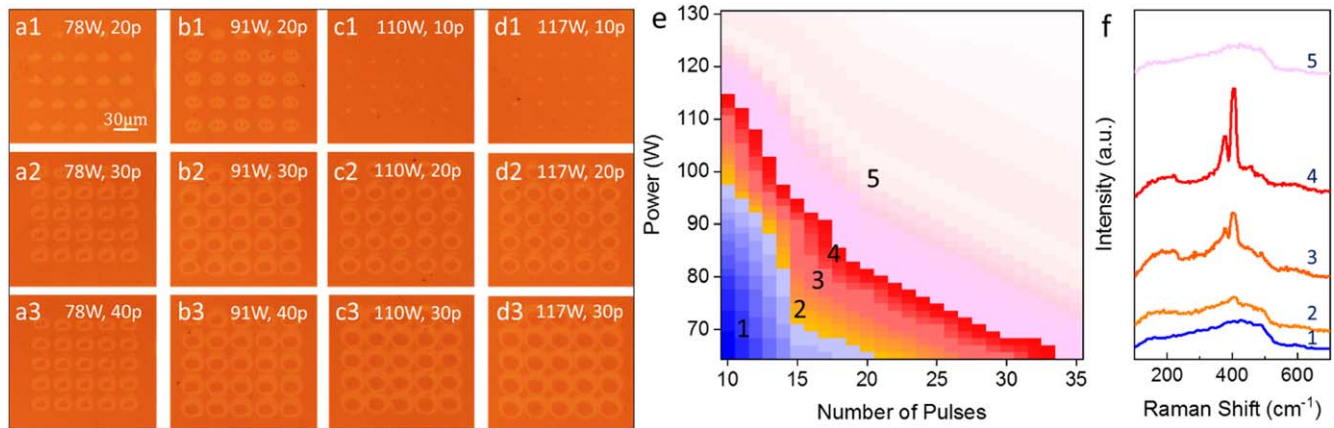 a1 78W, 20p
30μm
b1 91W, 20p
c1 110W, 10p
d1 117W, 10p
a2 78W, 30p
b2 91W, 30p
c2 110W, 20p
d2 117W, 20p
a3 78W, 40p
b3 91W, 40p
c3 110W, 30p
d3 117W, 30p
e
Power (W)
130
120
110
100
90
80
70
5
4
3
2
1
10 15 20 25 30 35
Number of Pulses
f
Intensity (a.u.)
5
4
3
2
1
200 400 600
Raman Shift (cm⁻¹)